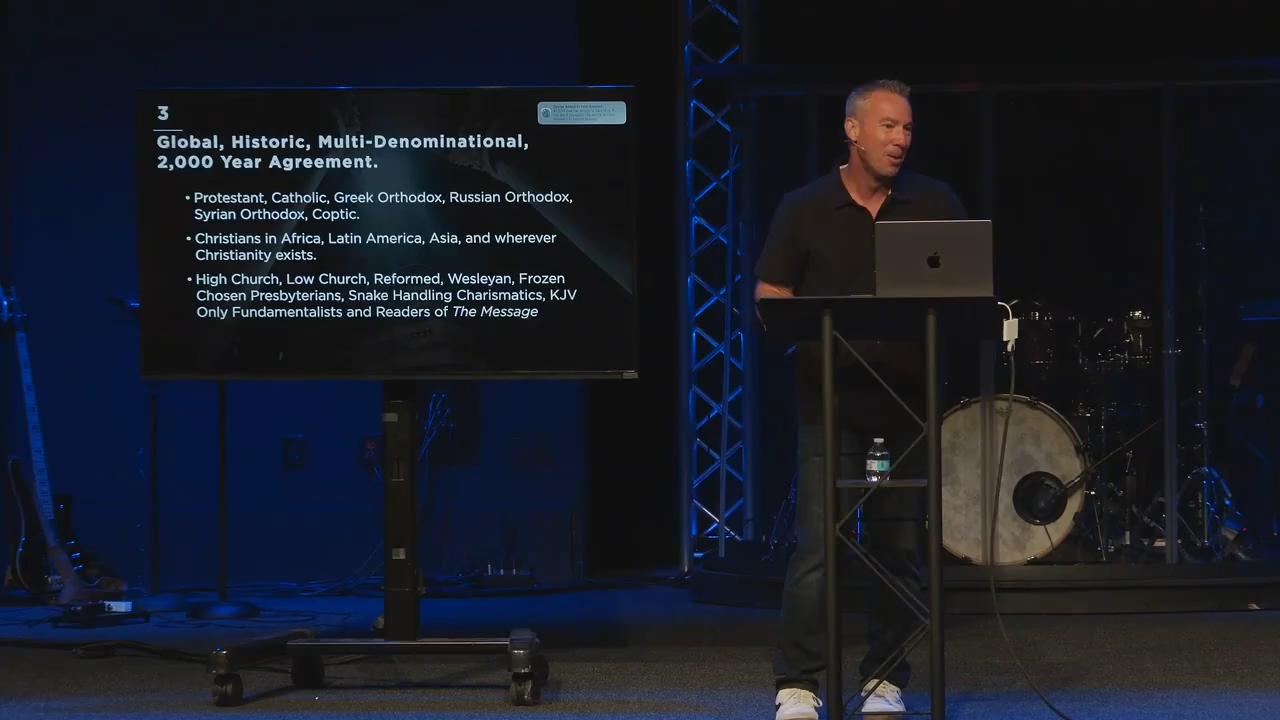 3
Global, Historic, Multi-Denominational,
2,000 Year Agreement.
• Protestant, Catholic, Greek Orthodox, Russian Orthodox,
Syrian Orthodox, Coptic.
• Christians in Africa, Latin America, Asia, and wherever
Christianity exists.
• High Church, Low Church, Reformed, Wesleyan, Frozen
Chosen Presbyterians, Snake Handling Charismatics, KJV
Only Fundamentalists and Readers of The Message